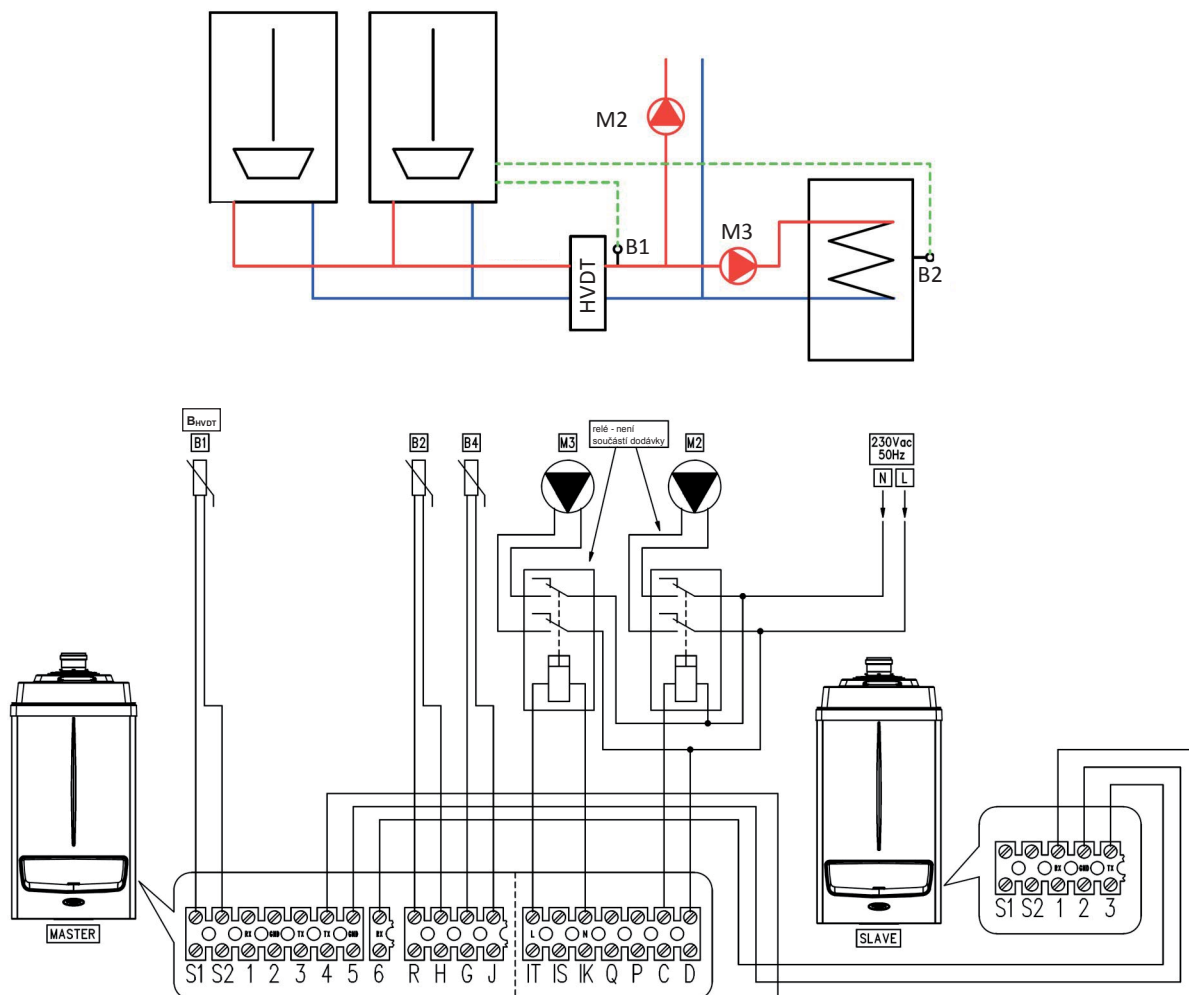 M2
M3
B1
HVDT
B2
BHVDT
B1
B2
B4
M3
relé - není
součástí dodávky
M2
230Vac
50Hz
N L
MASTER
RX GND TX TX GND RX
S1 S2 1 2 3 4 5 6 R H G J
L N
IT IS IK Q P C D
SLAVE
RX GND TX
S1 S2 1 2 3